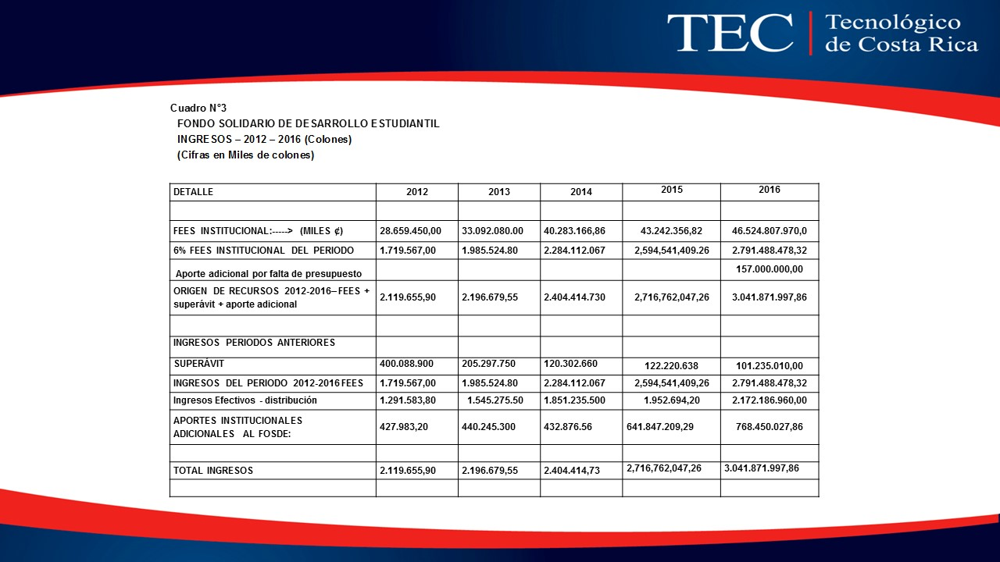 TEC | Tecnológico
de Costa Rica
Cuadro N°3
FONDO SOLIDARIO DE DESARROLLO ESTUDIANTIL
INGRESOS – 2012 – 2016 (Colones)
(Cifras en Miles de colones)
DETALLE 2012 2013 2014 2015 2016
FEES INSTITUCIONAL:-----> (MILES ¢) 28.659.450,00 33.092.080.00 40.283.166,86 43.242.356,82 46.524.807.970,0
6% FEES INSTITUCIONAL DEL PERIODO 1.719.567,00 1.985.524.80 2.284.112.067 2,594,541,409.26 2.791.488.478,32
Aporte adicional por falta de presupuesto 157.000.000,00
ORIGEN DE RECURSOS 2012-2016–FEES +
superávit + aporte adicional 2.119.655,90 2.196.679,55 2.404.414.730 2,716,762,047,26 3.041.871.997,86
INGRESOS PERIODOS ANTERIORES
SUPERÁVIT 400.088.900 205.297.750 120.302.660 122.220.638 101.235.010,00
INGRESOS DEL PERIODO 2012-2016 FEES 1.719.567,00 1.985.524.80 2.284.112.067 2,594,541,409,26 2.791.488.478,32
Ingresos Efectivos - distribución 1.291.583,80 1.545.275.50 1.851.235.500 1.952.694,20 2.172.186.960,00
APORTES INSTITUCIONALES
ADICIONALES AL FOSDE: 427.983,20 440.245.300 432.876.56 641.847.209,29 768.450.027,86
TOTAL INGRESOS 2.119.655,90 2.196.679,55 2.404.414,73 2,716,762,047,26 3.041.871.997,86